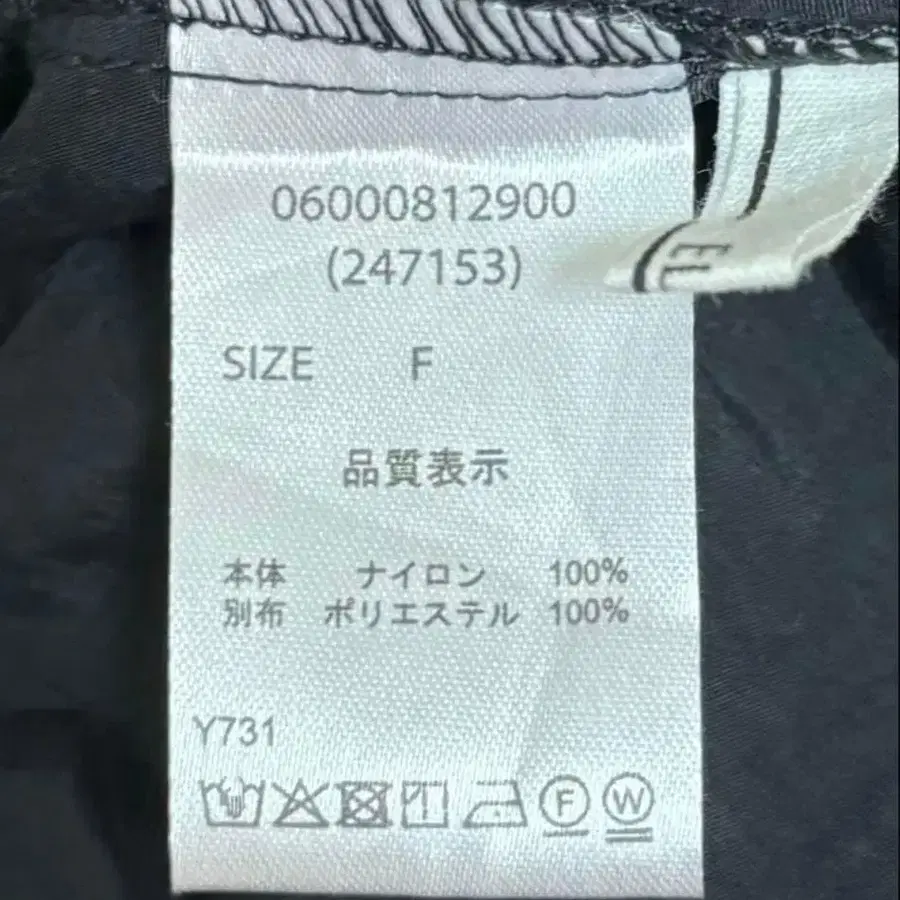 06000812900
(247153)
SIZE F
品質表示
本体 ナイロン 100%
別布 ポリエステル 100%
Y731
F W